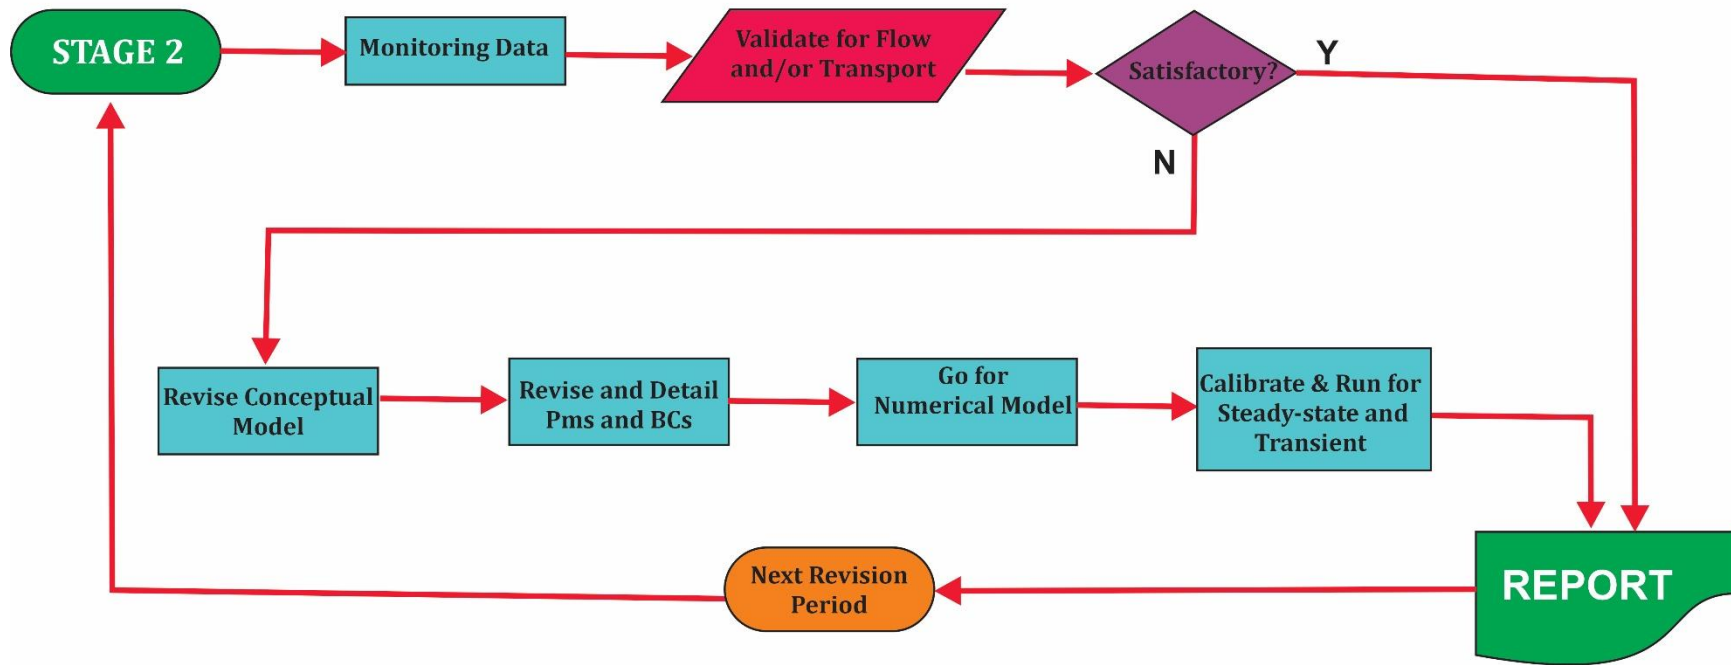 STAGE 2
Monitoring Data
Validate for Flow
and/or Transport
Satisfactory?
Y
N
Revise Conceptual
Model
Revise and Detail
Pms and BCs
Go for
Numerical Model
Calibrate & Run for
Steady-state and
Transient
Next Revision
Period
REPORT